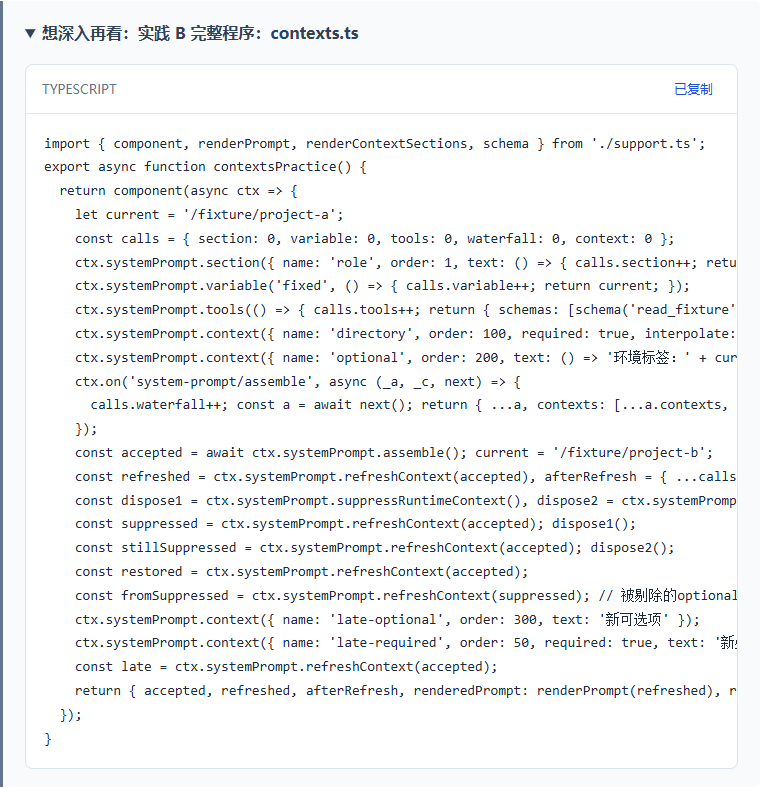 ▼ 想深入再看：实践 B 完整程序：contexts.ts
TYPESCRIPT
已复制
import { component, renderPrompt, renderContextSections, schema } from './support.ts';
export async function contextsPractice() {
  return component(async ctx => {
    let current = '/fixture/project-a';
    const calls = { section: 0, variable: 0, tools: 0, waterfall: 0, context: 0 };
    ctx.systemPrompt.section({ name: 'role', order: 1, text: () => { calls.section++; retu
    ctx.systemPrompt.variable('fixed', () => { calls.variable++; return current; });
    ctx.systemPrompt.tools(() => { calls.tools++; return { schemas: [schema('read_fixture'
    ctx.systemPrompt.context({ name: 'directory', order: 100, required: true, interpolate:
    ctx.systemPrompt.context({ name: 'optional', order: 200, text: () => '环境标签：' + cur
    ctx.on('system-prompt/assemble', async (_a, _c, next) => {
      calls.waterfall++; const a = await next(); return { ...a, contexts: [...a.contexts,
    });
    const accepted = await ctx.systemPrompt.assemble(); current = '/fixture/project-b';
    const refreshed = ctx.systemPrompt.refreshContext(accepted), afterRefresh = { ...calls
    const dispose1 = ctx.systemPrompt.suppressRuntimeContext(), dispose2 = ctx.systemPromp
    const suppressed = ctx.systemPrompt.refreshContext(accepted); dispose1();
    const stillSuppressed = ctx.systemPrompt.refreshContext(accepted); dispose2();
    const restored = ctx.systemPrompt.refreshContext(accepted);
    const fromSuppressed = ctx.systemPrompt.refreshContext(suppressed); // 被剔除的optional
    ctx.systemPrompt.context({ name: 'late-optional', order: 300, text: '新可选项' });
    ctx.systemPrompt.context({ name: 'late-required', order: 50, required: true, text: '新
    const late = ctx.systemPrompt.refreshContext(accepted);
    return { accepted, refreshed, afterRefresh, renderedPrompt: renderPrompt(refreshed), r
  });
}